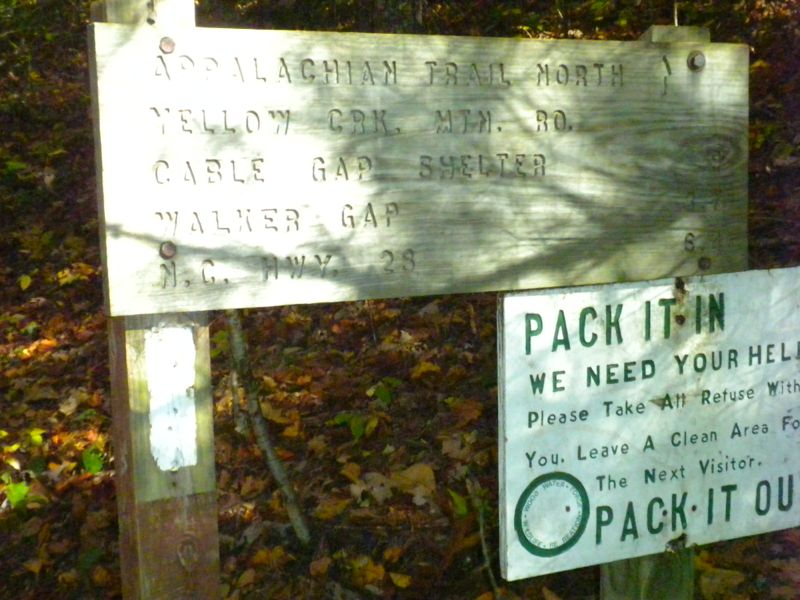 APPALACHIAN TRAIL NORTH
YELLOW CRK. MTN. RD.
CABLE GAP SHELTER
WALKER GAP
N.C. HWY. 28 6.
PACK IT IN
WE NEED YOUR HEL
Please Take All Refuse With
You. Leave A Clean Area Fo
The Next Visitor.
PACK IT OU